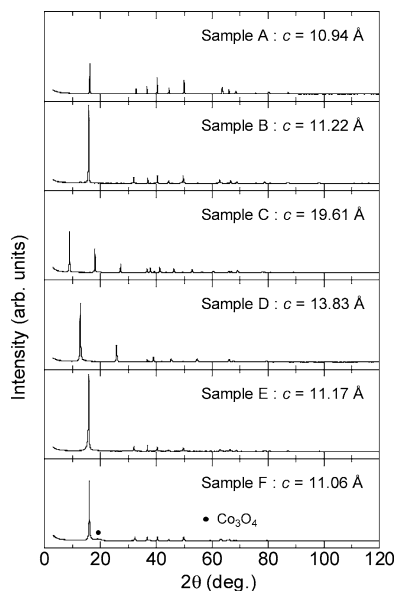 Sample A : c = 10.94 Å
Sample B : c = 11.22 Å
Sample C : c = 19.61 Å
Sample D : c = 13.83 Å
Sample E : c = 11.17 Å
Sample F : c = 11.06 Å
• Co₃O₄
Intensity (arb. units)
0 20 40 60 80 100 120
2θ (deg.)